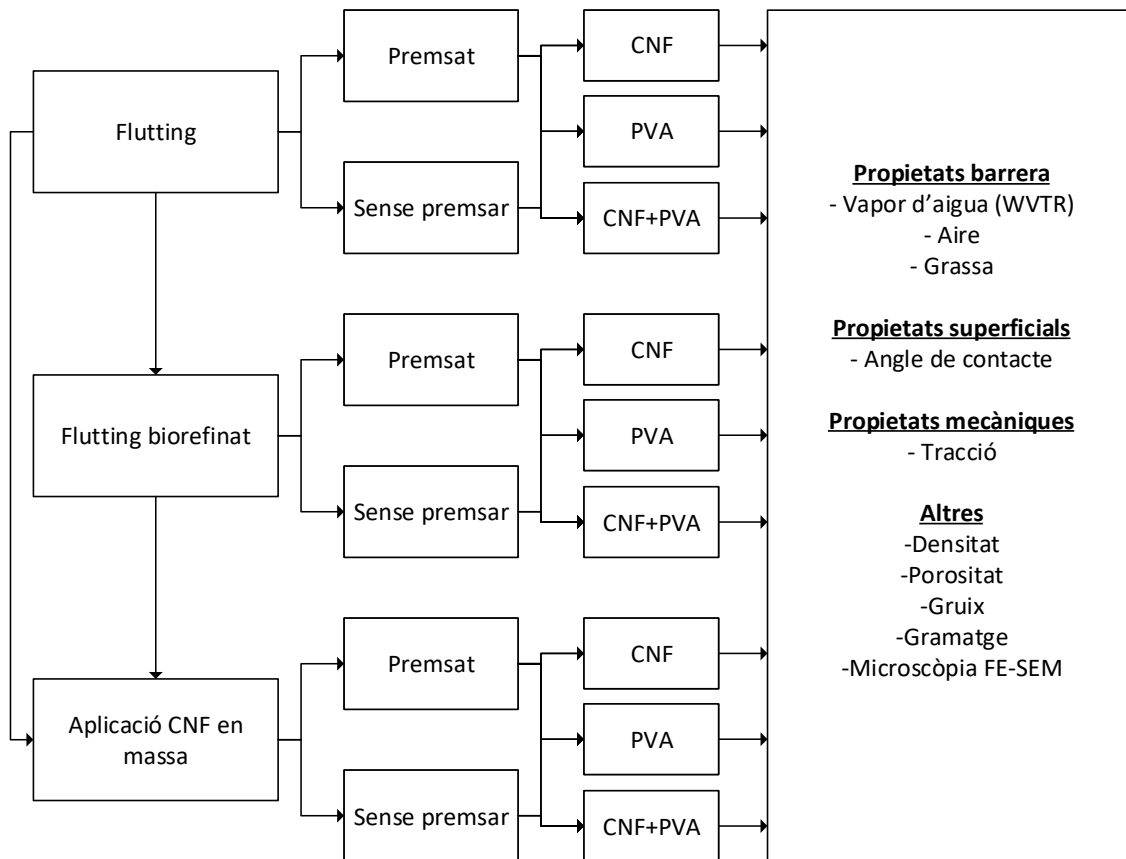 Flutting
Premsat
Sense premsar
CNF
PVA
CNF+PVA
Flutting biorefinat
Premsat
Sense premsar
CNF
PVA
CNF+PVA
Aplicació CNF en
massa
Premsat
Sense premsar
CNF
PVA
CNF+PVA
Propietats barrera
- Vapor d’aigua (WVTR)
- Aire
- Grassa
Propietats superficials
- Angle de contacte
Propietats mecàniques
- Tracció
Altres
-Densitat
-Porositat
-Gruix
-Gramatge
-Microscòpia FE-SEM